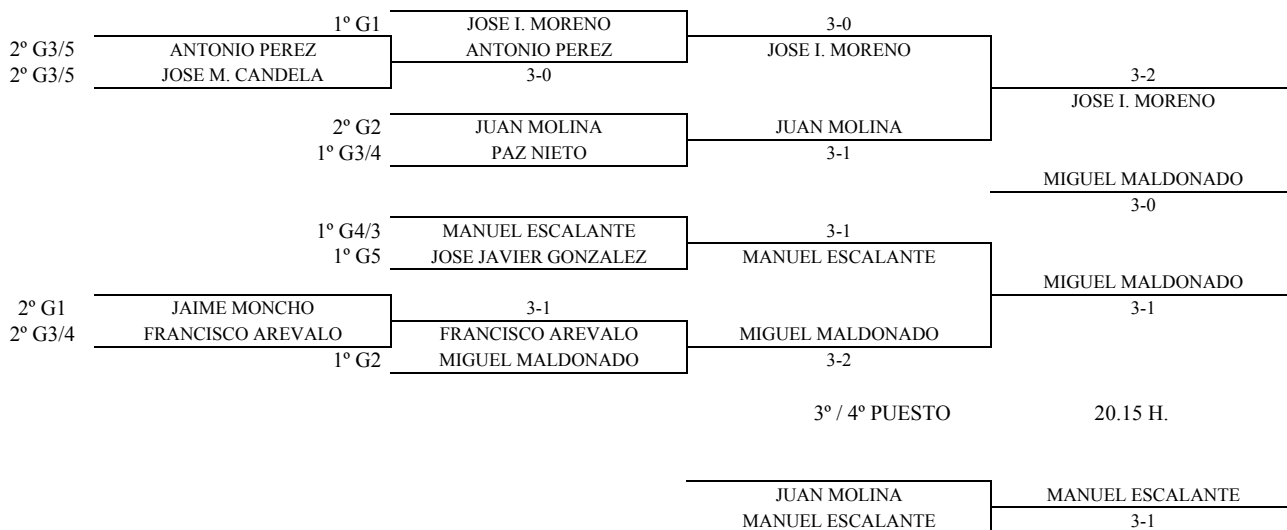 1º G1 JOSE I. MORENO 3-0
2º G3/5 ANTONIO PEREZ ANTONIO PEREZ JOSE I. MORENO
2º G3/5 JOSE M. CANDELA 3-0 3-2
JOSE I. MORENO
2º G2 JUAN MOLINA JUAN MOLINA
1º G3/4 PAZ NIETO 3-1
MIGUEL MALDONADO
3-0
1º G4/3 MANUEL ESCALANTE 3-1
1º G5 JOSE JAVIER GONZALEZ MANUEL ESCALANTE
MIGUEL MALDONADO
2º G1 JAIME MONCHO 3-1 3-1
2º G3/4 FRANCISCO AREVALO FRANCISCO AREVALO MIGUEL MALDONADO
1º G2 MIGUEL MALDONADO 3-2
3º / 4º PUESTO 20.15 H.
JUAN MOLINA MANUEL ESCALANTE
MANUEL ESCALANTE 3-1